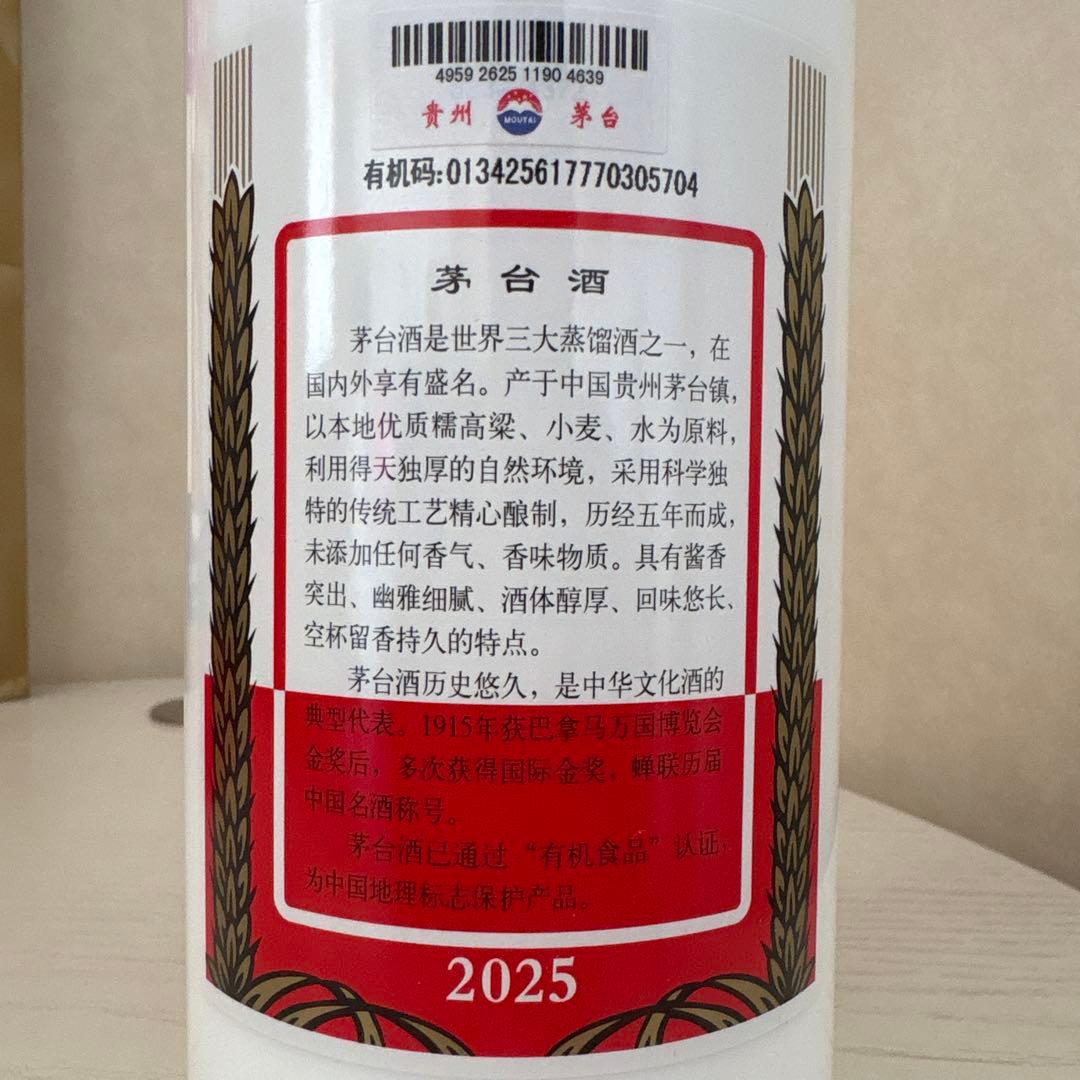 4959 2625 1190 4639
贵州 MOUTAI 茅台
有机码:013425617770305704
茅台酒
茅台酒是世界三大蒸馏酒之一，在
国内外享有盛名。产于中国贵州茅台镇，
以本地优质糯高粱、小麦、水为原料，
利用得天独厚的自然环境，采用科学独
特的传统工艺精心酿制，历经五年而成，
未添加任何香气、香味物质。具有酱香
突出、幽雅细腻、酒体醇厚、回味悠长、
空杯留香持久的特点。
茅台酒历史悠久，是中华文化酒的
典型代表。1915年获巴拿马万国博览会
金奖后，多次获得国际金奖，蝉联历届
中国名酒称号。
茅台酒已通过“有机食品”认证，
为中国地理标志保护产品。
2025